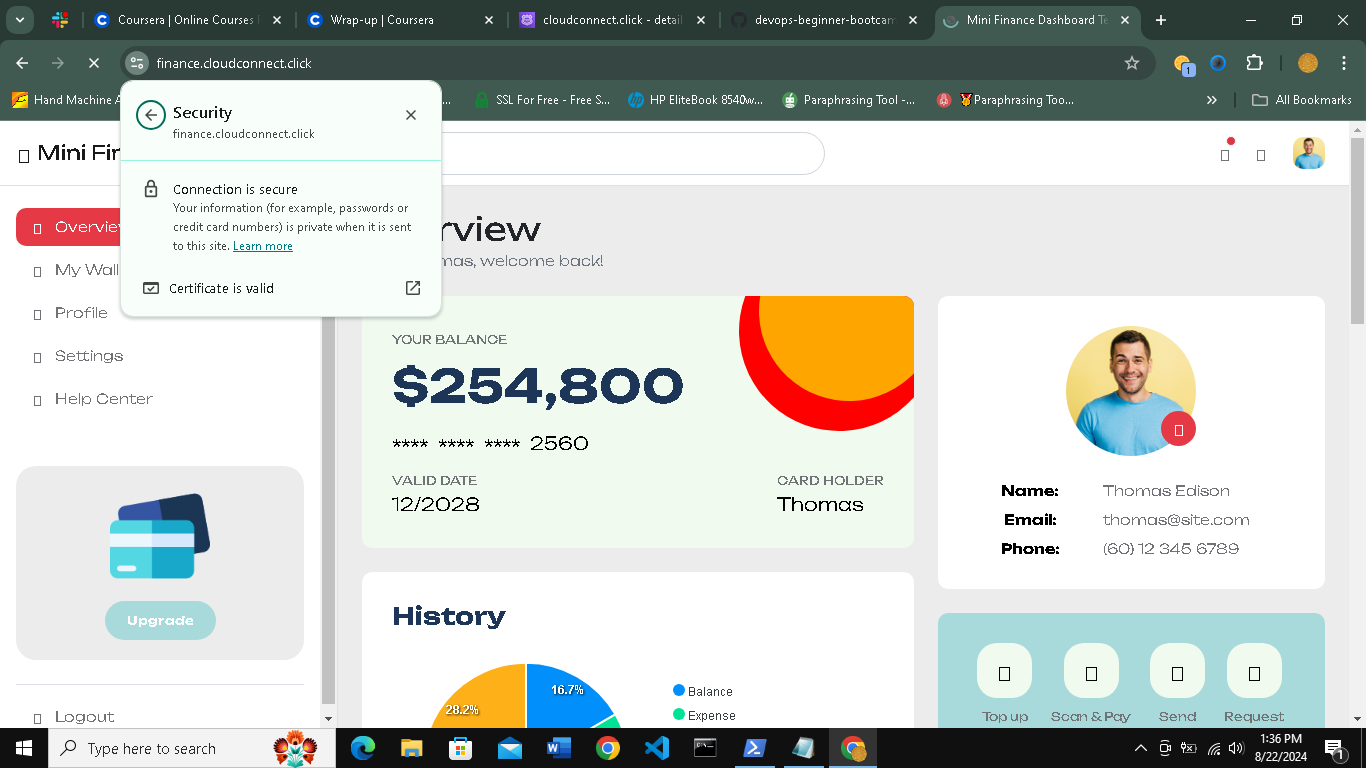 Coursera | Online Courses
Wrap-up | Coursera
cloudconnect.click - detail
devops-beginner-bootcam
Mini Finance Dashboard Te
finance.cloudconnect.click
1
Hand Machine A
...
SSL For Free - Free S...
HP EliteBook 8540w...
Paraphrasing Tool -...
Paraphrasing Too...
»
All Bookmarks
Security
finance.cloudconnect.click
Connection is secure
Your information (for example, passwords or
credit card numbers) is private when it is sent
to this site. Learn more
Certificate is valid
Mini Fin
Overview
My Wall
Profile
Settings
Help Center
Upgrade
Logout
rview
mas, welcome back!
YOUR BALANCE
$254,800
**** **** **** 2560
VALID DATE
12/2028
CARD HOLDER
Thomas
History
16.7%
28.2%
Balance
Expense
Name: Thomas Edison
Email: thomas@site.com
Phone: (60) 12 345 6789
Top up
Scan & Pay
Send
Request
Type here to search
1:36 PM
8/22/2024
1